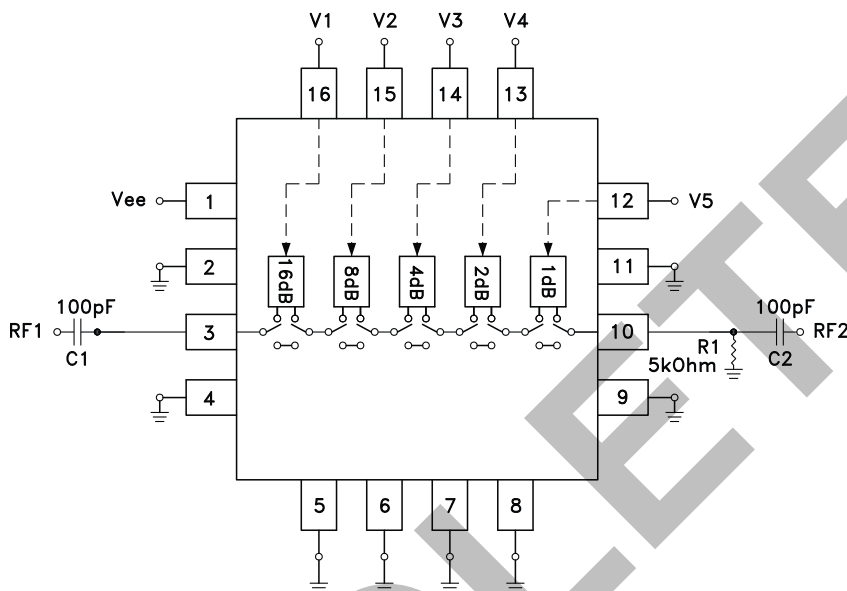 V1 V2 V3 V4
16 15 14 13
Vee 1 12 V5
2 11
16dB 8dB 4dB 2dB 1dB
100pF 100pF
RF1 3 10 RF2
C1 R1 C2
5kOhm
4 9
5 6 7 8